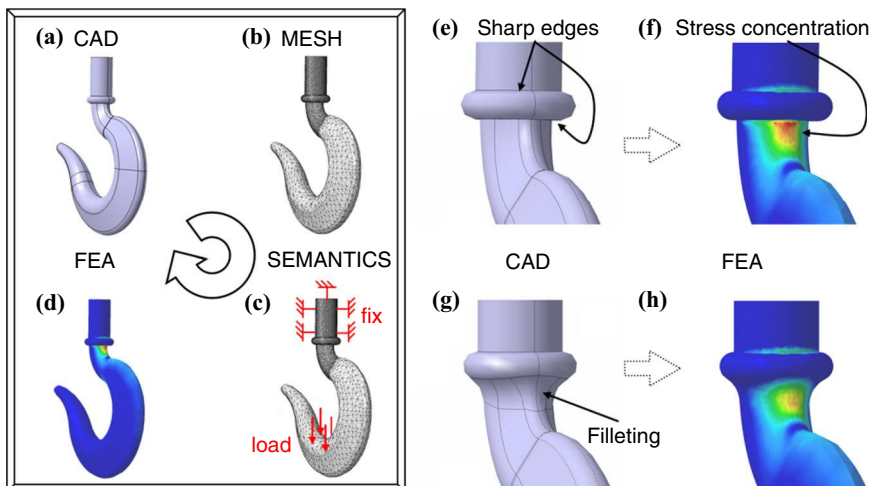 (a) CAD
(b) MESH
FEA
SEMANTICS
(d)
(c)
fix
load
(e) Sharp edges
(f) Stress concentration
CAD
FEA
(g)
(h)
Filleting